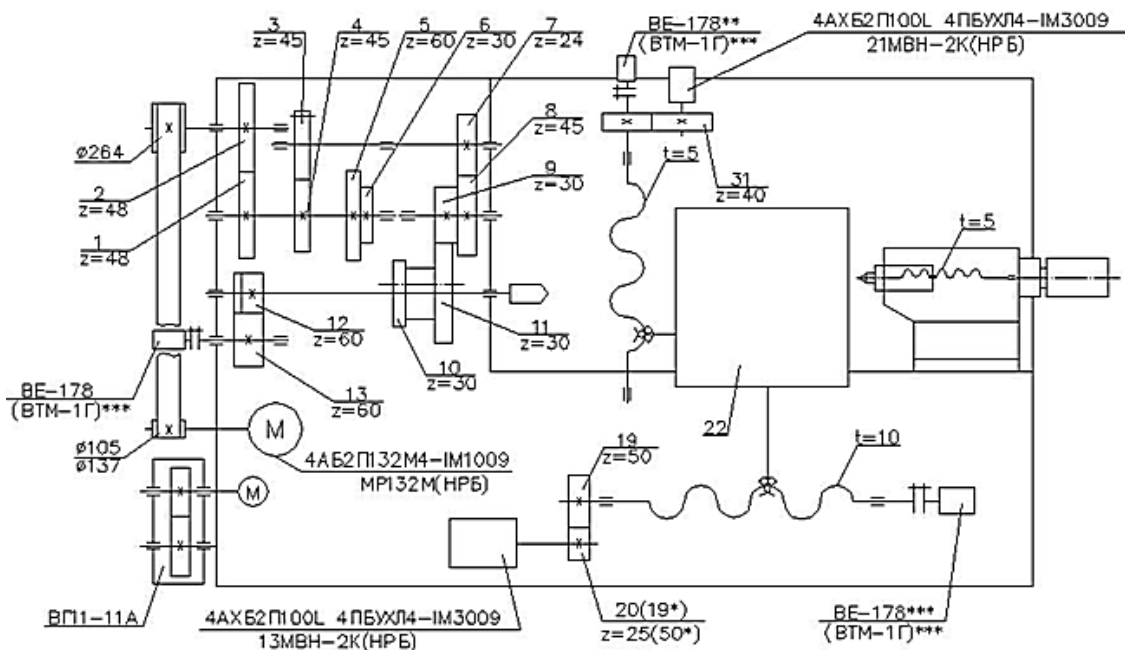 3
z=45
4
z=45
5
z=60
6
z=30
7
z=24
ВЕ-178**
(ВТМ-1Г)***
4АХБ2П100L 4ПБУХЛ4-IМ3009
21МВН-2К(НРБ)
8
z=45
ø264
t=5
9
z=30
31
z=40
2
z=48
t=5
1
z=48
12
z=60
11
z=30
10
z=30
ВЕ-178
(ВТМ-1Г)***
13
z=60
22
М
19
z=50
t=10
ø105
ø137
4АБ2П132М4-IМ1009
МР132М(НРБ)
М
ВГ11-11А
4АХБ2П100L 4ПБУХЛ4-IМ3009
13МВН-2К(НРБ)
20(19*)
z=25(50*)
ВЕ-178***
(ВТМ-1Г)***